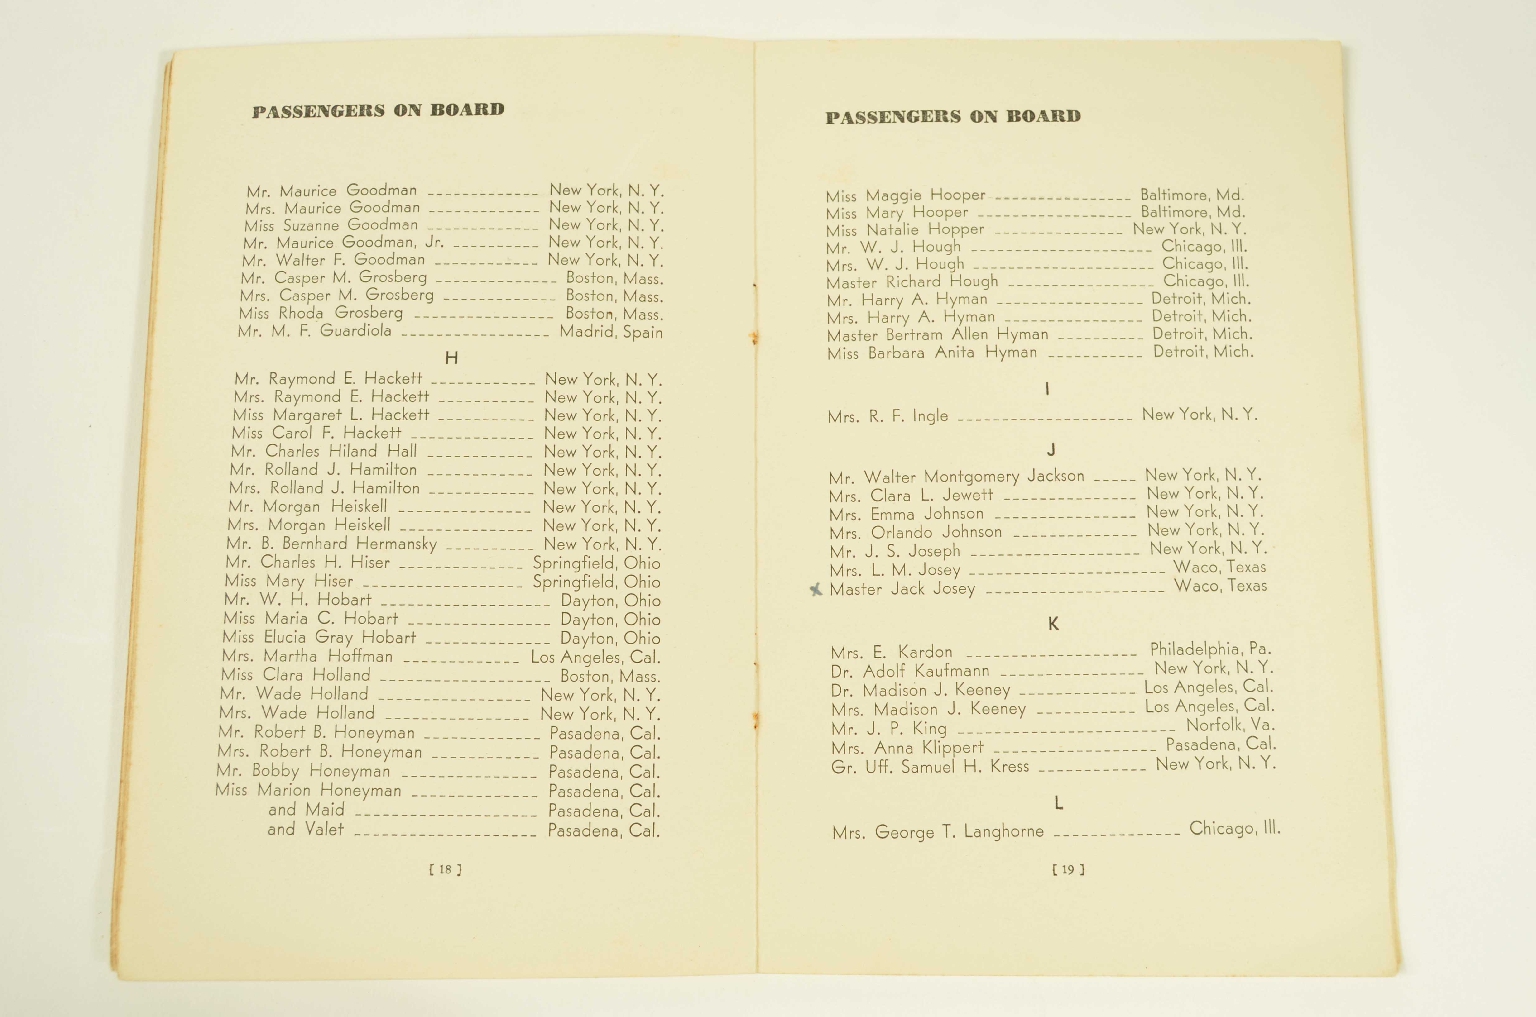 PASSENGERS ON BOARD
Mr. Maurice Goodman ------------- New York, N. Y.
Mrs. Maurice Goodman ------------- New York, N. Y.
Miss Suzanne Goodman ------------- New York, N. Y.
Mr. Maurice Goodman, Jr. ---------- New York, N. Y.
Mr. Walter F. Goodman ------------ New York, N. Y.
Mr. Casper M. Grosberg -------------- Boston, Mass.
Mrs. Casper M. Grosberg ------------- Boston, Mass.
Miss Rhoda Grosberg ---------------- Boston, Mass.
Mr. M. F. Guardiola ----------------- Madrid, Spain
H
Mr. Raymond E. Hackett ------------ New York, N. Y.
Mrs. Raymond E. Hackett ----------- New York, N. Y.
Miss Margaret L. Hackett ----------- New York, N. Y.
Miss Carol F. Hackett -------------- New York, N. Y.
Mr. Charles Hiland Hall ------------ New York, N. Y.
Mr. Rolland J. Hamilton ------------ New York, N. Y.
Mrs. Rolland J. Hamilton ------------ New York, N. Y.
Mr. Morgan Heiskell --------------- New York, N. Y.
Mrs. Morgan Heiskell --------------- New York, N. Y.
Mr. B. Bernhard Hermansky ---------- New York, N. Y.
Mr. Charles H. Hiser -------------- Springfield, Ohio
Miss Mary Hiser ------------------ Springfield, Ohio
Mr. W. H. Hobart ------------------- Dayton, Ohio
Miss Maria C. Hobart ---------------- Dayton, Ohio
Miss Elucia Gray Hobart -------------- Dayton, Ohio
Mrs. Martha Hoffman ------------- Los Angeles, Cal.
Miss Clara Holland ------------------- Boston, Mass.
Mr. Wade Holland ----------------- New York, N. Y.
Mrs. Wade Holland ---------------- New York, N. Y.
Mr. Robert B. Honeyman ------------- Pasadena, Cal.
Mrs. Robert B. Honeyman ------------ Pasadena, Cal.
Mr. Bobby Honeyman --------------- Pasadena, Cal.
Miss Marion Honeyman -------------- Pasadena, Cal.
and Maid -------------------- Pasadena, Cal.
and Valet -------------------- Pasadena, Cal.
[ 18 ]
PASSENGERS ON BOARD
Miss Maggie Hooper --------------- Baltimore, Md.
Miss Mary Hooper ----------------- Baltimore, Md.
Miss Natalie Hopper -------------- New York, N. Y.
Mr. W. J. Hough -------------------- Chicago, Ill.
Mrs. W. J. Hough -------------------- Chicago, Ill.
Master Richard Hough ---------------- Chicago, Ill.
Mr. Harry A. Hyman ---------------- Detroit, Mich.
Mrs. Harry A. Hyman --------------- Detroit, Mich.
Master Bertram Allen Hyman ---------- Detroit, Mich.
Miss Barbara Anita Hyman ----------- Detroit, Mich.
I
Mrs. R. F. Ingle ------------------- New York, N. Y.
J
Mr. Walter Montgomery Jackson ----- New York, N. Y.
Mrs. Clara L. Jewett --------------- New York, N. Y.
Mrs. Emma Johnson ---------------- New York, N. Y.
Mrs. Orlando Johnson -------------- New York, N. Y.
Mr. J. S. Joseph ------------------- New York, N. Y.
Mrs. L. M. Josey ---------------------- Waco, Texas
x Master Jack Josey -------------------- Waco, Texas
K
Mrs. E. Kardon ------------------- Philadelphia, Pa.
Dr. Adolf Kaufmann ---------------- New York, N. Y.
Dr. Madison J. Keeney ------------- Los Angeles, Cal.
Mrs. Madison J. Keeney ----------- Los Angeles, Cal.
Mr. J. P. King ------------------------ Norfolk, Va.
Mrs. Anna Klippert ------------------ Pasadena, Cal.
Gr. Uff. Samuel H. Kress ------------ New York, N. Y.
L
Mrs. George T. Langhorne -------------- Chicago, Ill.
[ 19 ]